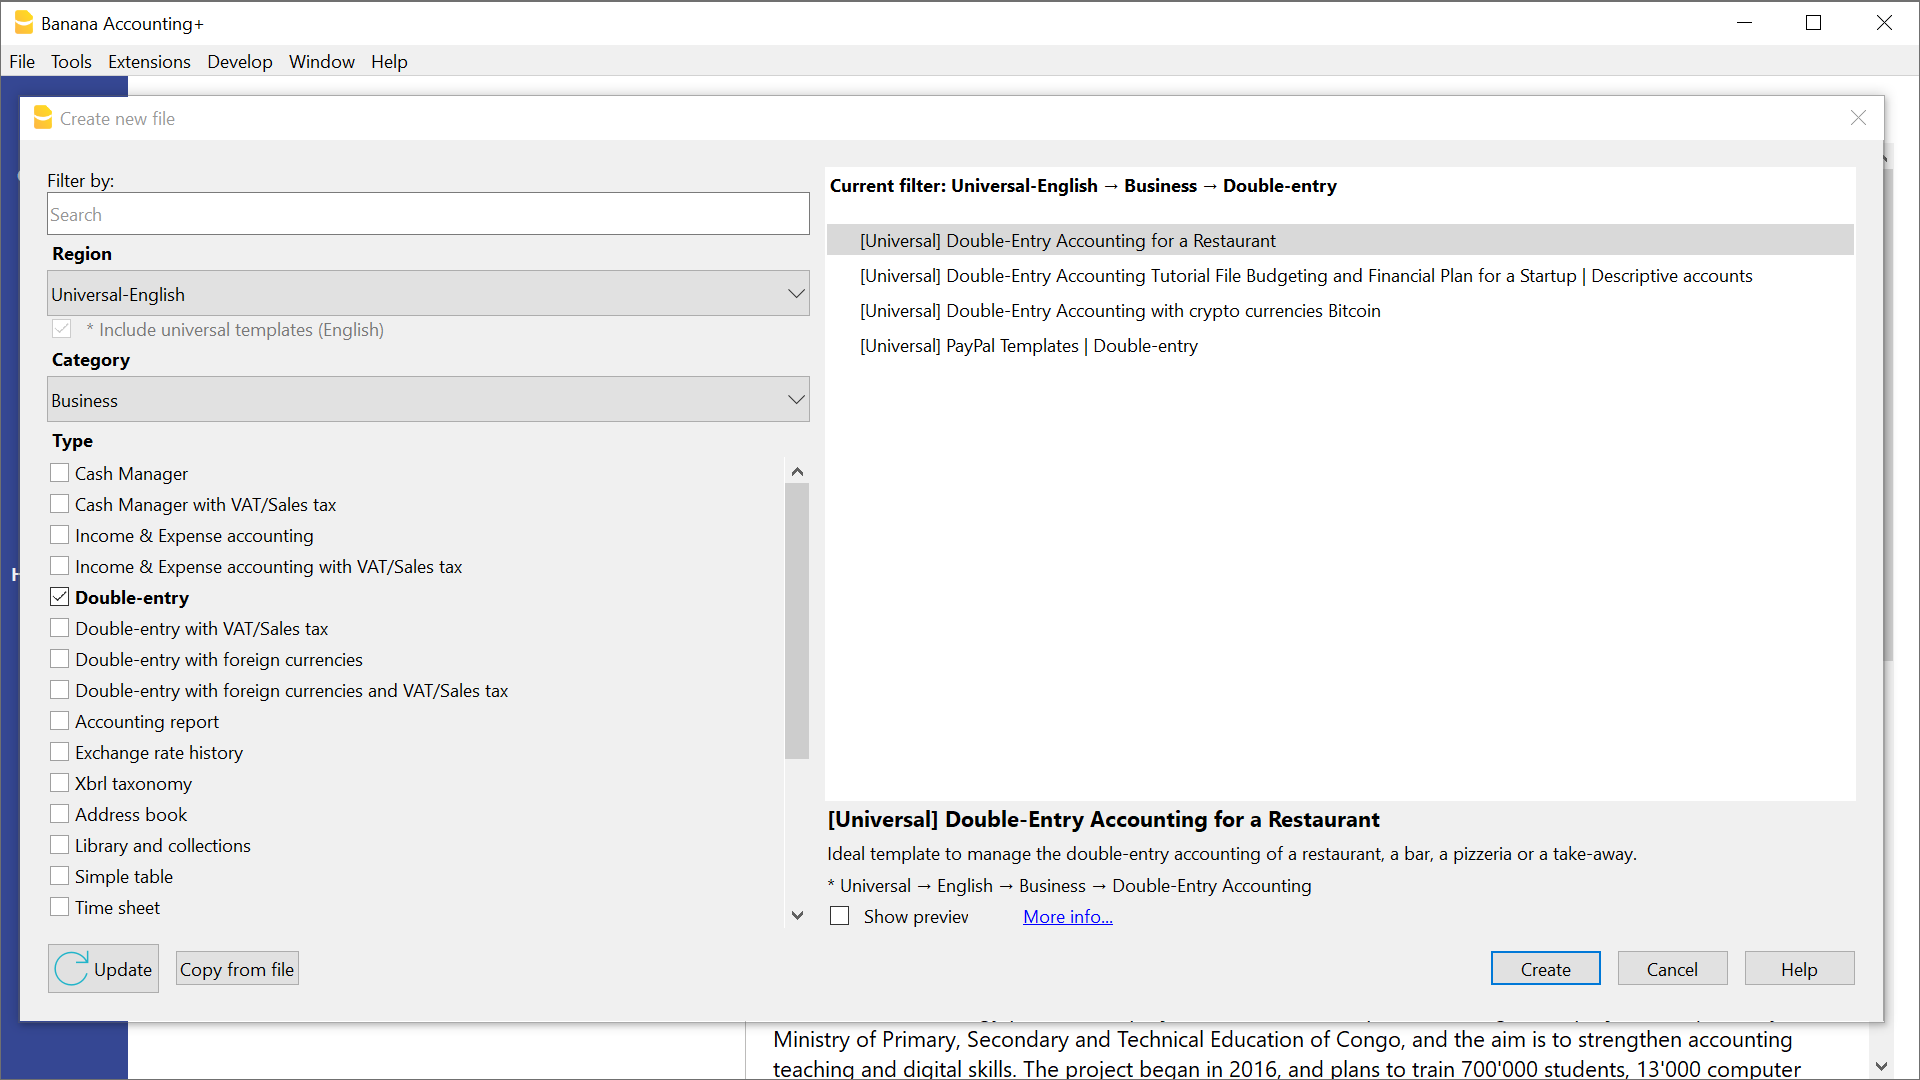 Banana Accounting+
File Tools Extensions Develop Window Help
Create new file
Filter by:
Search
Region
Universal-English
* Include universal templates (English)
Category
Business
Type
Cash Manager
Cash Manager with VAT/Sales tax
Income & Expense accounting
Income & Expense accounting with VAT/Sales tax
Double-entry
Double-entry with VAT/Sales tax
Double-entry with foreign currencies
Double-entry with foreign currencies and VAT/Sales tax
Accounting report
Exchange rate history
Xbrl taxonomy
Address book
Library and collections
Simple table
Time sheet
Update
Copy from file
Current filter: Universal-English → Business → Double-entry
[Universal] Double-Entry Accounting for a Restaurant
[Universal] Double-Entry Accounting Tutorial File Budgeting and Financial Plan for a Startup | Descriptive accounts
[Universal] Double-Entry Accounting with crypto currencies Bitcoin
[Universal] PayPal Templates | Double-entry
[Universal] Double-Entry Accounting for a Restaurant
Ideal template to manage the double-entry accounting of a restaurant, a bar, a pizzeria or a take-away.
* Universal → English → Business → Double-Entry Accounting
Show preview More info...
Create Cancel Help
Ministry of Primary, Secondary and Technical Education of Congo, and the aim is to strengthen accounting
teaching and digital skills. The project began in 2016, and plans to train 700'000 students, 13'000 computer